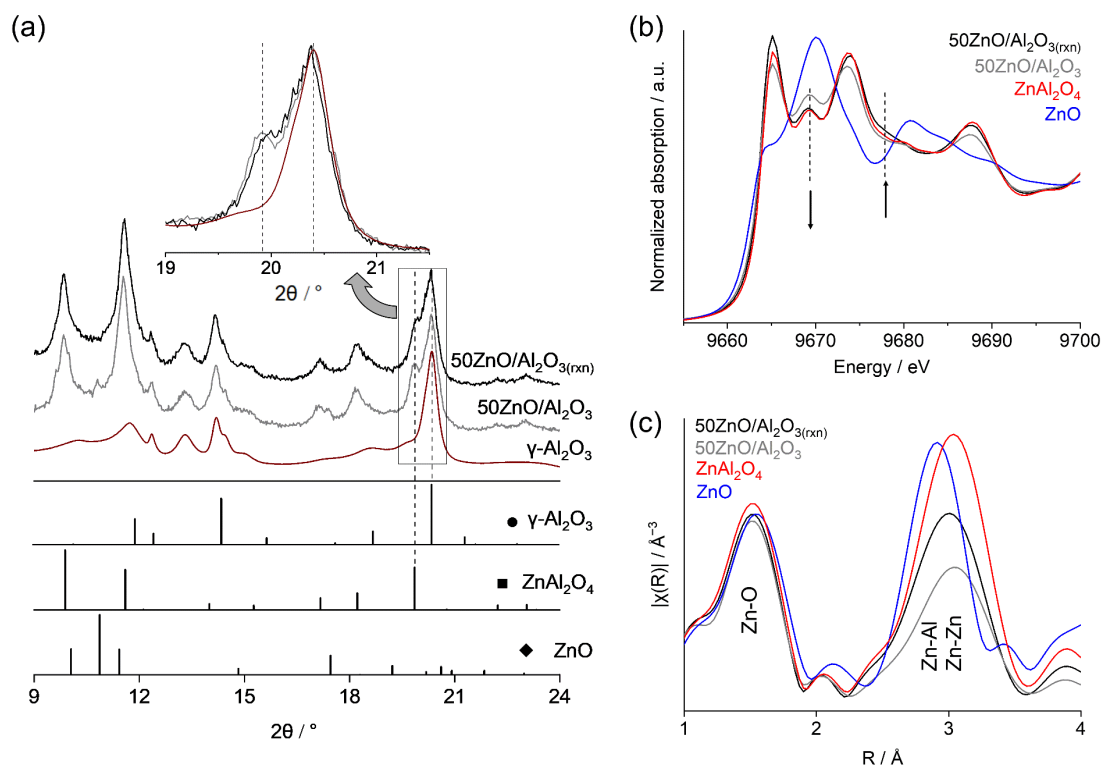 (a)
19 20 21
2θ / °
50ZnO/Al₂O₃₍rxn₎
50ZnO/Al₂O₃
γ-Al₂O₃
γ-Al₂O₃
ZnAl₂O₄
ZnO
9 12 15 18 21 24
2θ / °
(b)
50ZnO/Al₂O₃₍rxn₎
50ZnO/Al₂O₃
ZnAl₂O₄
ZnO
Normalized absorption / a.u.
9660 9670 9680 9690 9700
Energy / eV
(c)
50ZnO/Al₂O₃₍rxn₎
50ZnO/Al₂O₃
ZnAl₂O₄
ZnO
|χ(R)| / Å⁻³
Zn-O
Zn-Al
Zn-Zn
1 2 3 4
R / Å